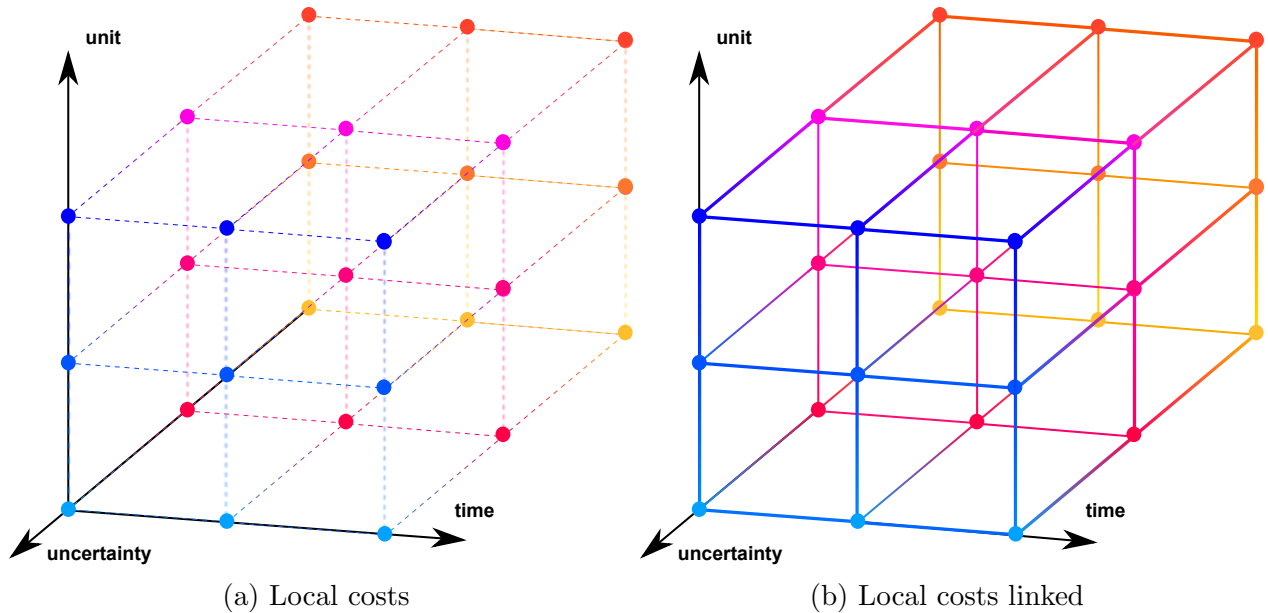 unit
time
uncertainty
(a) Local costs
unit
time
uncertainty
(b) Local costs linked